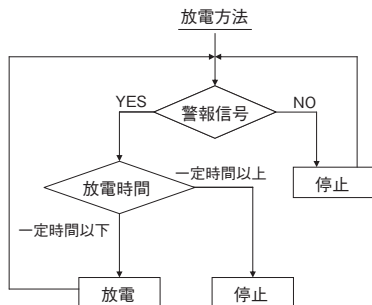 放電方法
YES
警報信号
NO
放電時間
一定時間以上
停止
一定時間以下
放電
停止